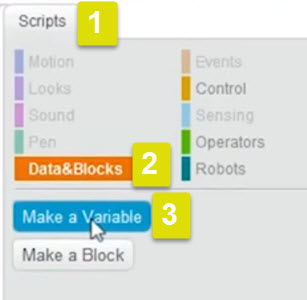 Scripts 1
Motion Events
Looks Control
Sound Sensing
Pen Operators
Data&Blocks 2 Robots
Make a Variable 3
Make a Block